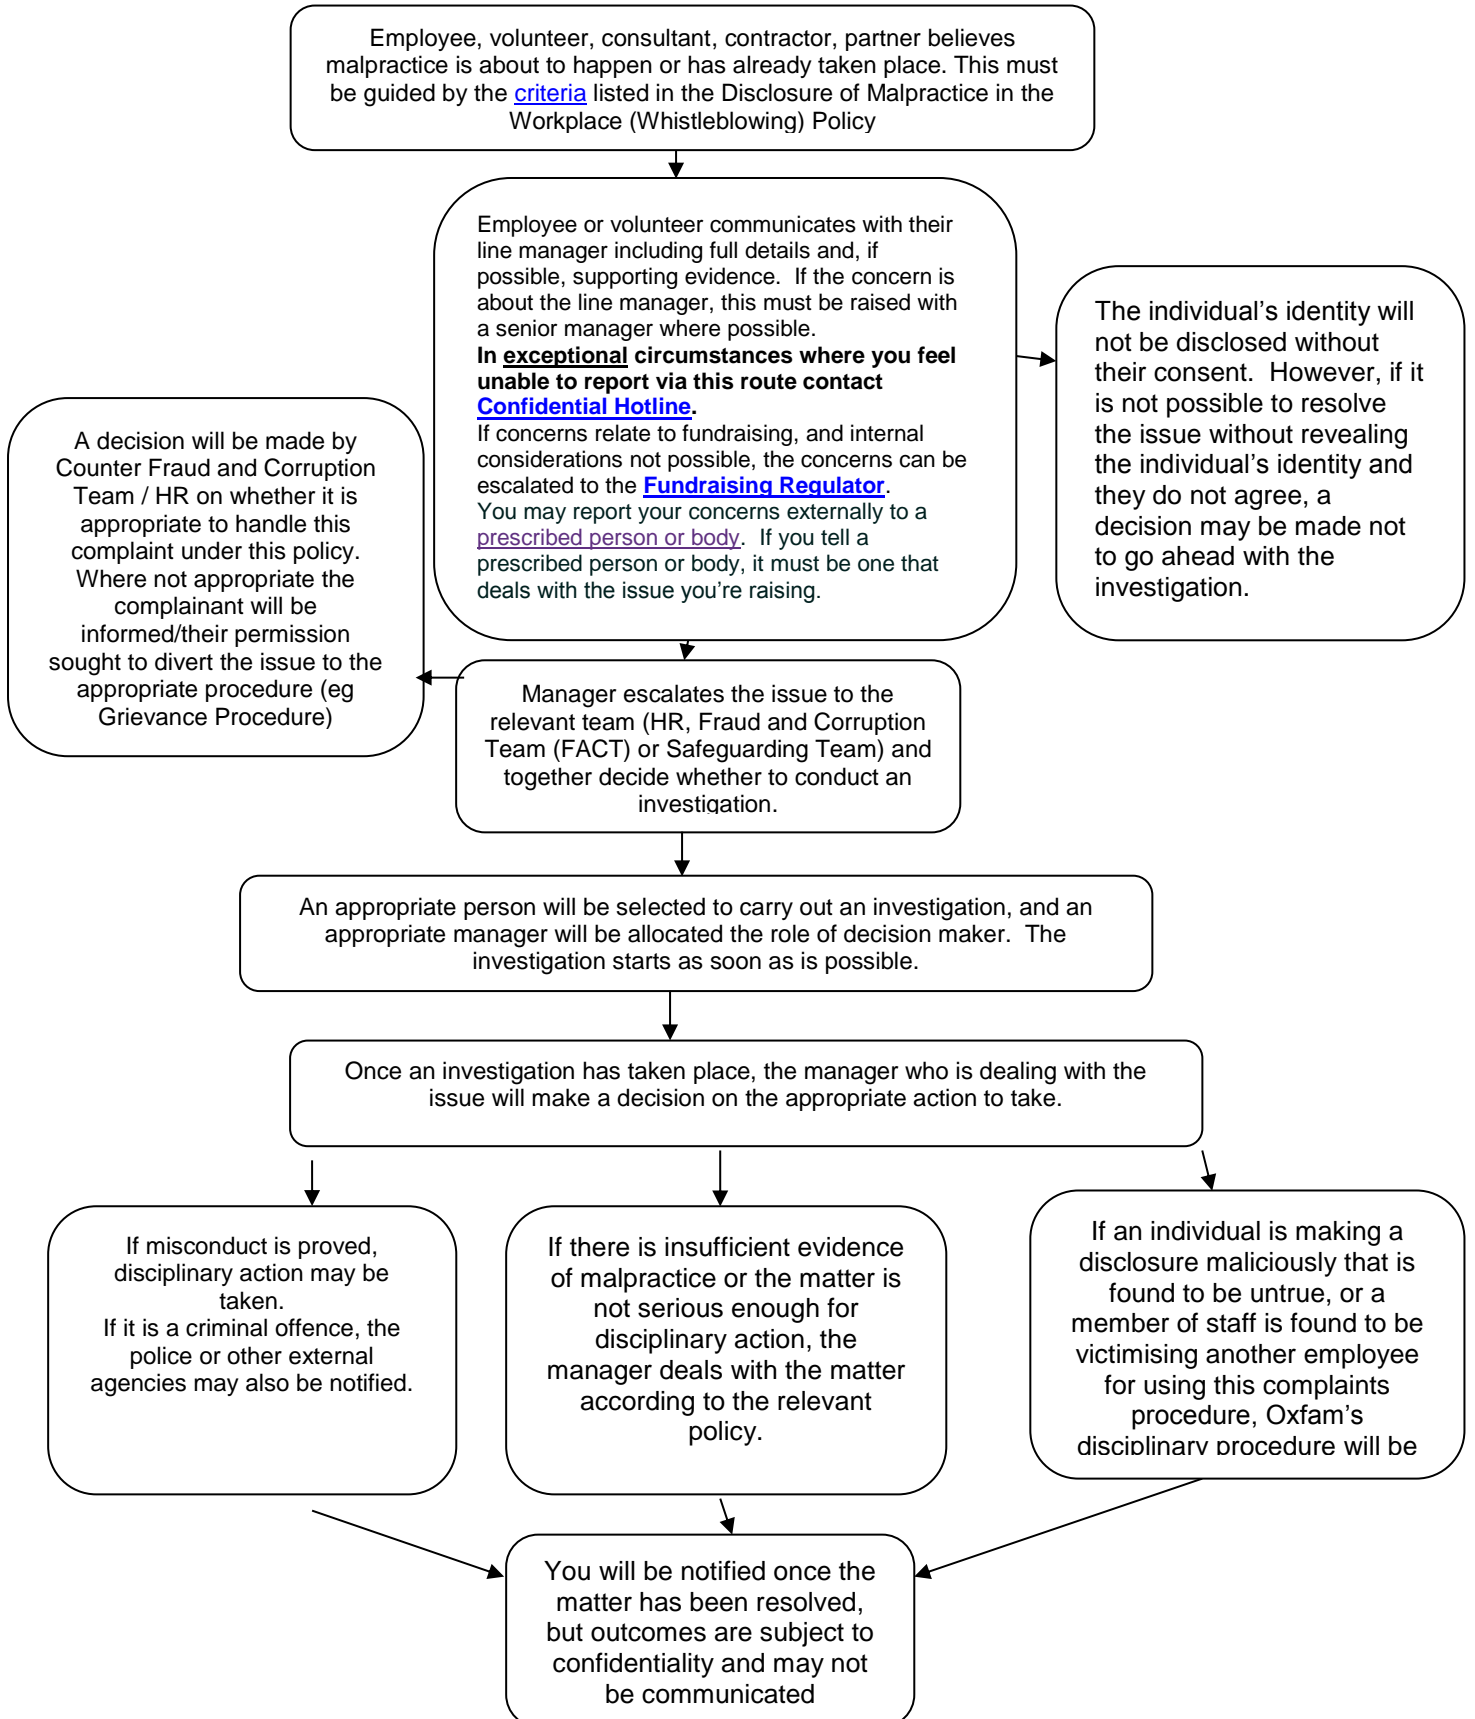 Employee, volunteer, consultant, contractor, partner believes
malpractice is about to happen or has already taken place. This must
be guided by the criteria listed in the Disclosure of Malpractice in the
Workplace (Whistleblowing) Policy
Employee or volunteer communicates with their
line manager including full details and, if
possible, supporting evidence.  If the concern is
about the line manager, this must be raised with
a senior manager where possible.
In exceptional circumstances where you feel
unable to report via this route contact
Confidential Hotline.
If concerns relate to fundraising, and internal
considerations not possible, the concerns can be
escalated to the Fundraising Regulator.
You may report your concerns externally to a
prescribed person or body.  If you tell a
prescribed person or body, it must be one that
deals with the issue you're raising.
The individual's identity will
not be disclosed without
their consent.  However, if it
is not possible to resolve
the issue without revealing
the individual's identity and
they do not agree, a
decision may be made not
to go ahead with the
investigation.
A decision will be made by
Counter Fraud and Corruption
Team / HR on whether it is
appropriate to handle this
complaint under this policy.
Where not appropriate the
complainant will be
informed/their permission
sought to divert the issue to the
appropriate procedure (eg
Grievance Procedure)
Manager escalates the issue to the
relevant team (HR, Fraud and Corruption
Team (FACT) or Safeguarding Team) and
together decide whether to conduct an
investigation.
An appropriate person will be selected to carry out an investigation, and an
appropriate manager will be allocated the role of decision maker.  The
investigation starts as soon as is possible.
Once an investigation has taken place, the manager who is dealing with the
issue will make a decision on the appropriate action to take.
If misconduct is proved,
disciplinary action may be
taken.
If it is a criminal offence, the
police or other external
agencies may also be notified.
If there is insufficient evidence
of malpractice or the matter is
not serious enough for
disciplinary action, the
manager deals with the matter
according to the relevant
policy.
If an individual is making a
disclosure maliciously that is
found to be untrue, or a
member of staff is found to be
victimising another employee
for using this complaints
procedure, Oxfam's
disciplinary procedure will be
You will be notified once the
matter has been resolved,
but outcomes are subject to
confidentiality and may not
be communicated